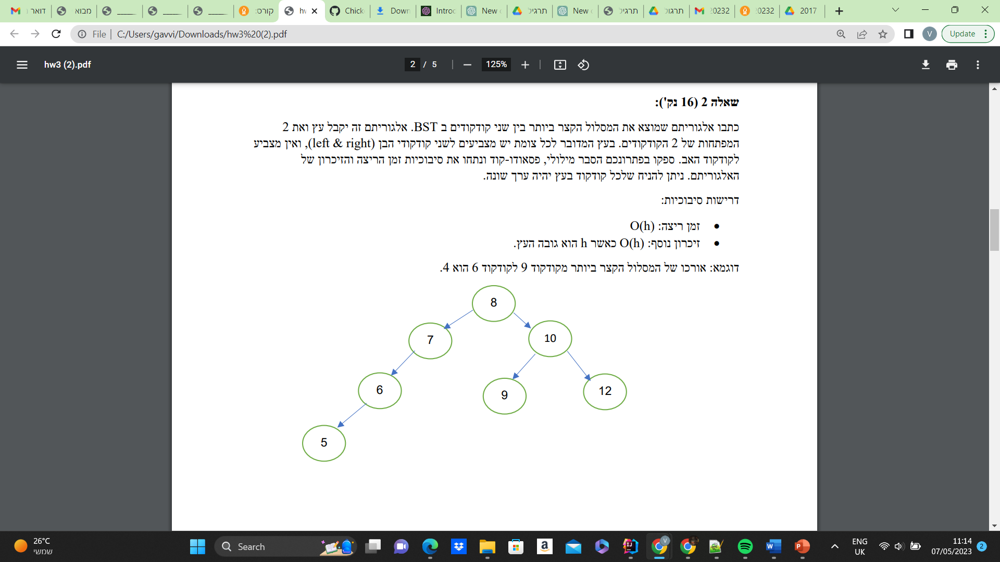 דואר
מבוא
קורס:
hw
Chick
Down
Introd
New
תרגיל
New
תרגיל
תרגול
20232
20232
2017
File
C:/Users/gavvi/Downloads/hw3%20(2).pdf
V
Update
hw3 (2).pdf
2 / 5
125%
שאלה 2 (16 נק'):
כתבו אלגוריתם שמוצא את המסלול הקצר ביותר בין שני קודקודים ב BST. אלגוריתם זה יקבל עץ ואת 2
המפתחות של 2 הקודקודים. בעץ המדובר לכל צומת יש מצביעים לשני קודקודי הבן (left & right), ואין מצביע
לקודקוד האב. ספקו בפתרונכם הסבר מילולי, פסאודו-קוד ונתחו את סיבוכיות זמן הריצה והזיכרון של
האלגוריתם. ניתן להניח שלכל קודקוד בעץ יהיה ערך שונה.
דרישות סיבוכיות:
• זמן ריצה: O(h)
• זיכרון נוסף: O(h) כאשר h הוא גובה העץ.
דוגמא: אורכו של המסלול הקצר ביותר מקודקוד 9 לקודקוד 6 הוא 4.
8
7
10
6
9
12
5
26°C
שמשי
Search
ENG
UK
11:14
07/05/2023
2